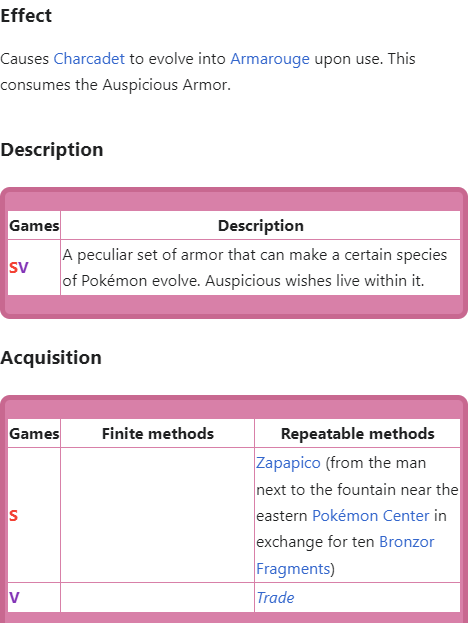 Effect
Causes Charcadet to evolve into Armarouge upon use. This
consumes the Auspicious Armor.
Description
Games Description
SV A peculiar set of armor that can make a certain species
of Pokémon evolve. Auspicious wishes live within it.
Acquisition
Games Finite methods Repeatable methods
S Zapapico (from the man
next to the fountain near the
eastern Pokémon Center in
exchange for ten Bronzor
Fragments)
V Trade